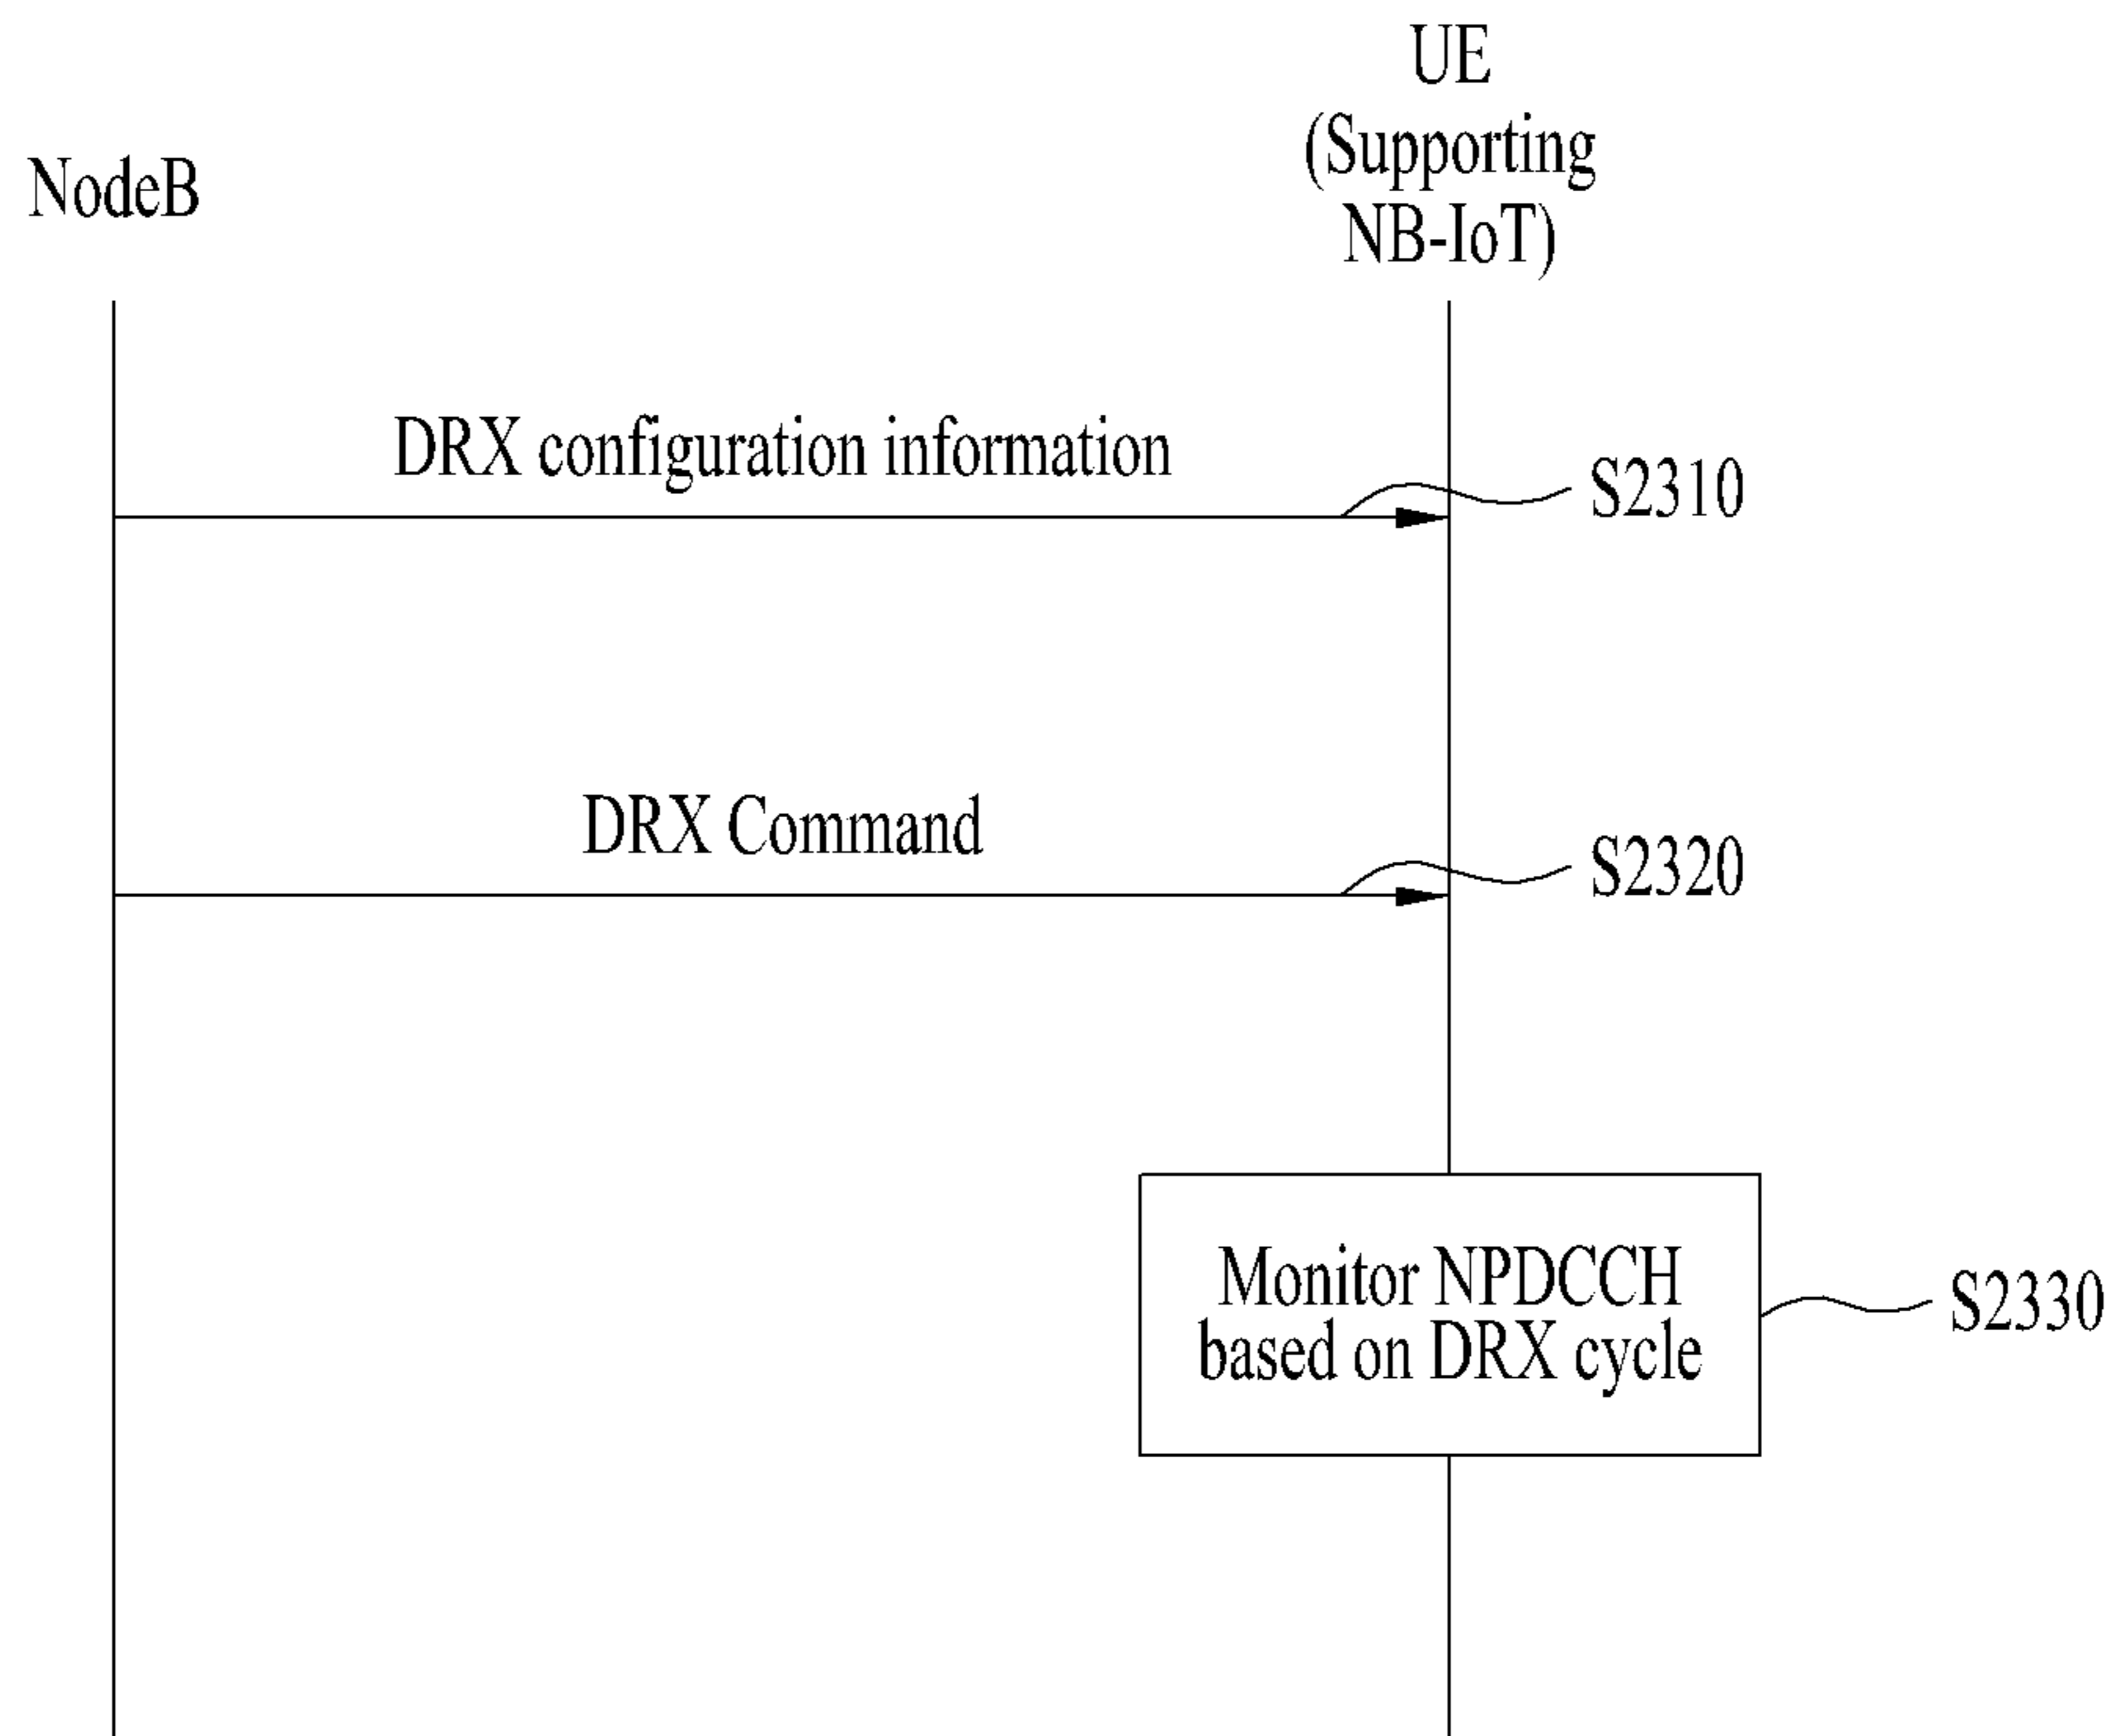 UE
(Supporting
NB-IoT)
NodeB
DRX configuration information
S2310
DRX Command
S2320
Monitor NPDCCH
based on DRX cycle
S2330